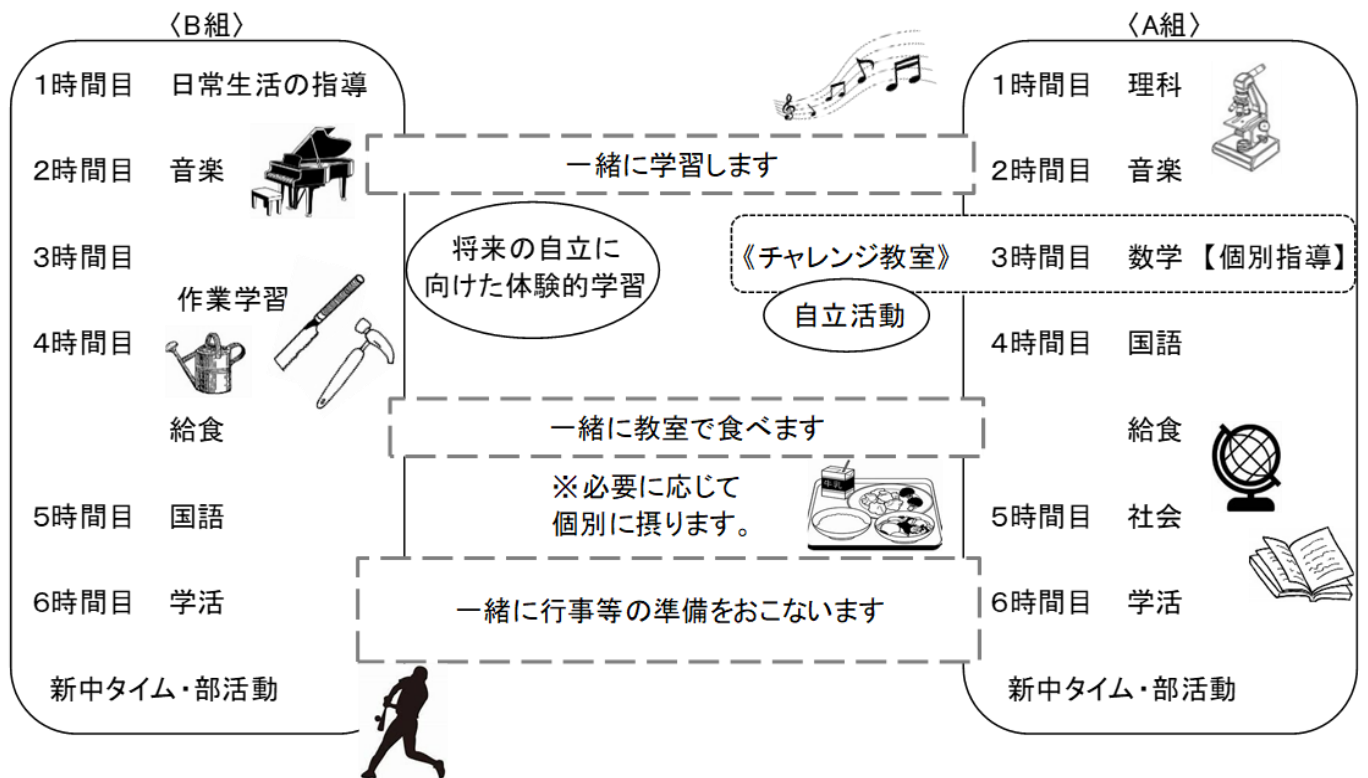 〈B組〉
1時間目 日常生活の指導
2時間目 音楽
3時間目
作業学習
4時間目
給食
5時間目 国語
6時間目 学活
新中タイム・部活動
一緒に学習します
将来の自立に
向けた体験的学習
《チャレンジ教室》
自立活動
一緒に教室で食べます
※必要に応じて
個別に摂ります。
牛乳
一緒に行事等の準備をおこないます
〈A組〉
1時間目 理科
2時間目 音楽
3時間目 数学【個別指導】
4時間目 国語
給食
5時間目 社会
6時間目 学活
新中タイム・部活動